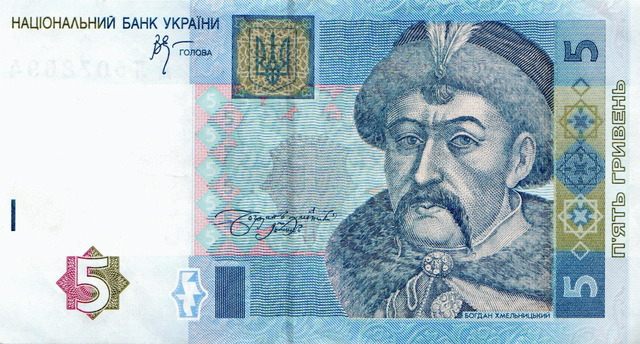 НАЦІОНАЛЬНИЙ БАНК УКРАЇНИ
ГОЛОВА
5
П'ЯТЬ ГРИВЕНЬ
5
5
БОГДАН ХМЕЛЬНИЦЬКИЙ